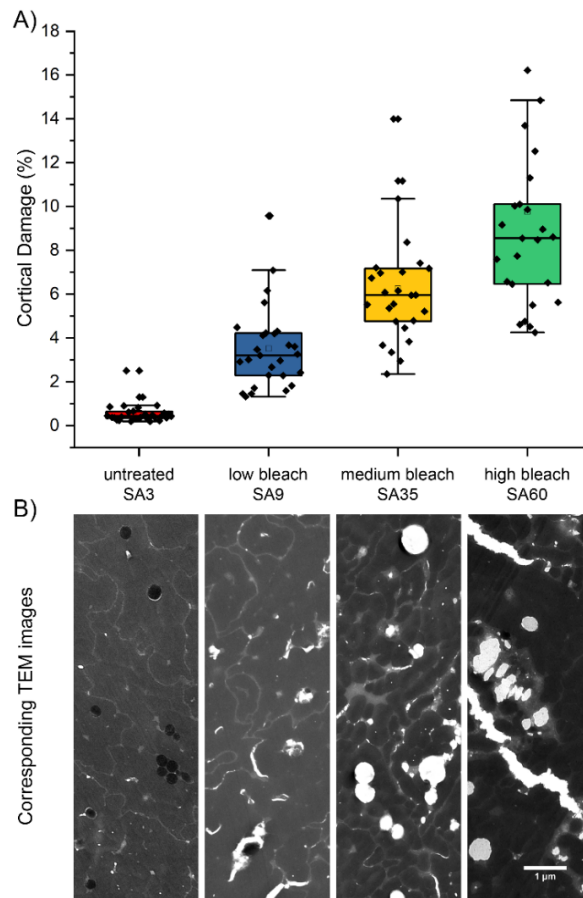 A)
Cortical Damage (%)
18
16
14
12
10
8
6
4
2
0
untreated low bleach medium bleach high bleach
SA3 SA9 SA35 SA60
B)
Corresponding TEM images
1 µm